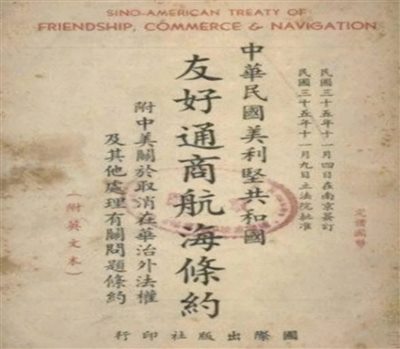 SINO-AMERICAN TREATY OF
FRIENDSHIP, COMMERCE & NAVIGATION
民國三十五年十一月四日在南京簽訂
民國三十五年十一月九日立法院批准
中華民國美利堅共和國
友好通商航海條約
附中美關於取消在華治外法權
及其他處理有關問題條約
（附英文本）
國際出版社印行